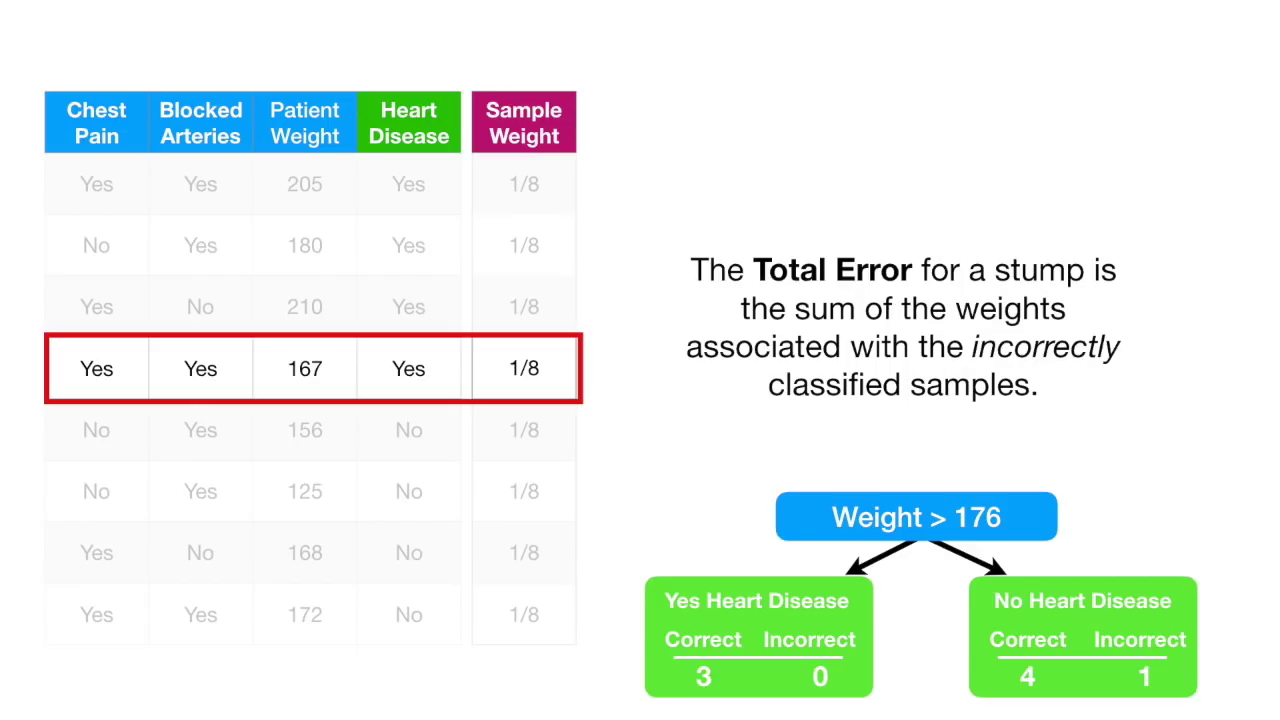 Chest Pain Blocked Arteries Patient Weight Heart Disease Sample Weight
Yes Yes 205 Yes 1/8
No Yes 180 Yes 1/8
Yes No 210 Yes 1/8
Yes Yes 167 Yes 1/8
No Yes 156 No 1/8
No Yes 125 No 1/8
Yes No 168 No 1/8
Yes Yes 172 No 1/8
The Total Error for a stump is
the sum of the weights
associated with the incorrectly
classified samples.
Weight > 176
Yes Heart Disease
Correct Incorrect
3 0
No Heart Disease
Correct Incorrect
4 1